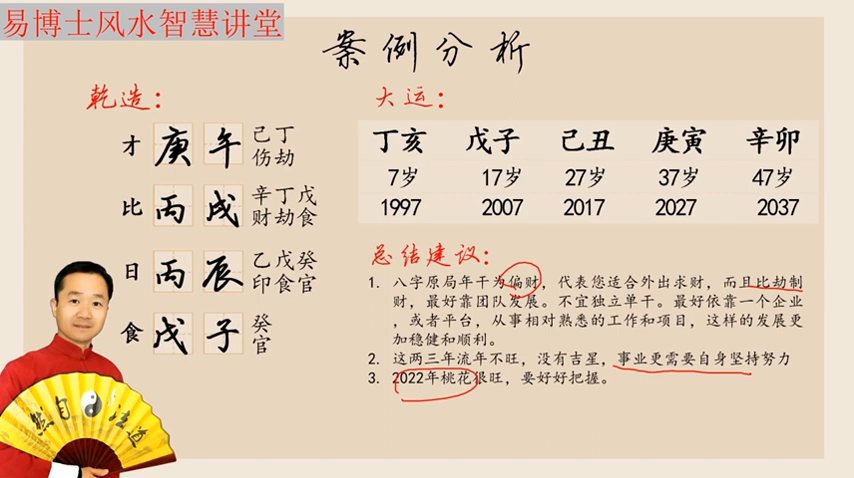 易博士风水智慧讲堂
案例分析
乾造：
才 庚 午 己丁
伤劫
比 丙 戌 辛丁戊
财劫食
日 丙 辰 乙戊癸
印食官
食 戊 子 癸
官
大运：
丁亥 戊子 己丑 庚寅 辛卯
7岁 17岁 27岁 37岁 47岁
1997 2007 2017 2027 2037
总结建议：
1. 八字原局年干为偏财，代表您适合外出求财，而且比劫制
财，最好靠团队发展。不宜独立单干。最好依靠一个企业
，或者平台，从事相对熟悉的工作和项目，这样的发展更
加稳健和顺利。
2. 这两三年流年不旺，没有吉星，事业更需要自身坚持努力
3. 2022年桃花很旺，要好好把握。
然自法道